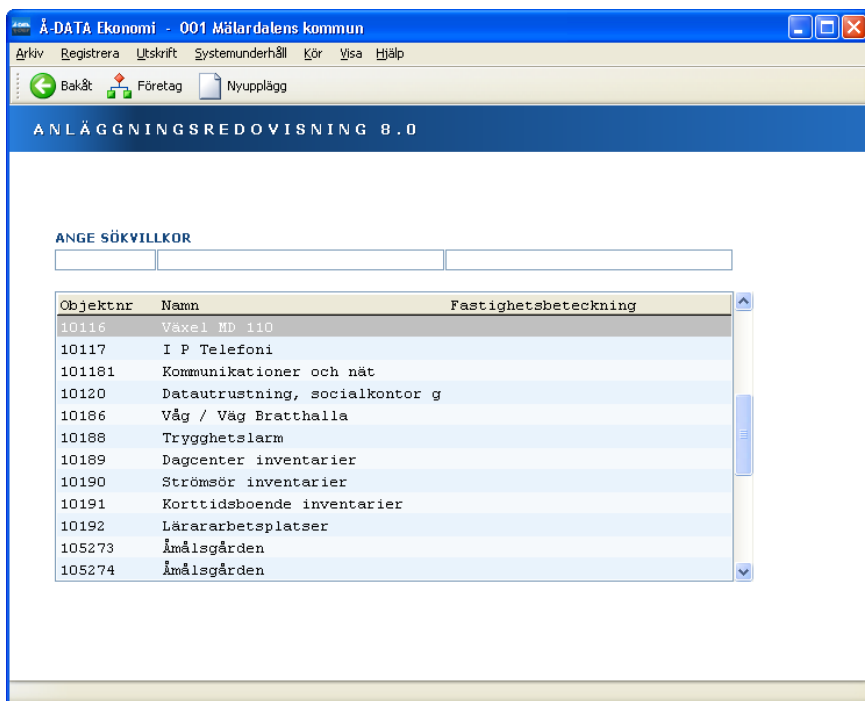 Å-DATA Ekonomi - 001 Mälardalens kommun
Arkiv Registrera Utskrift Systemunderhåll Kör Visa Hjälp
Bakåt Företag Nyupplägg
ANLÄGGNINGSREDOVISNING 8.0
ANGE SÖKVILLKOR
Objektnr Namn Fastighetsbeteckning
10116 Växel MD 110
10117 I P Telefoni
101181 Kommunikationer och nät
10120 Datautrustning, socialkontor g
10186 Våg / Väg Bratthalla
10188 Trygghetslarm
10189 Dagcenter inventarier
10190 Strömsör inventarier
10191 Korttidsboende inventarier
10192 Lärararbetsplatser
105273 Åmålsgården
105274 Åmålsgården